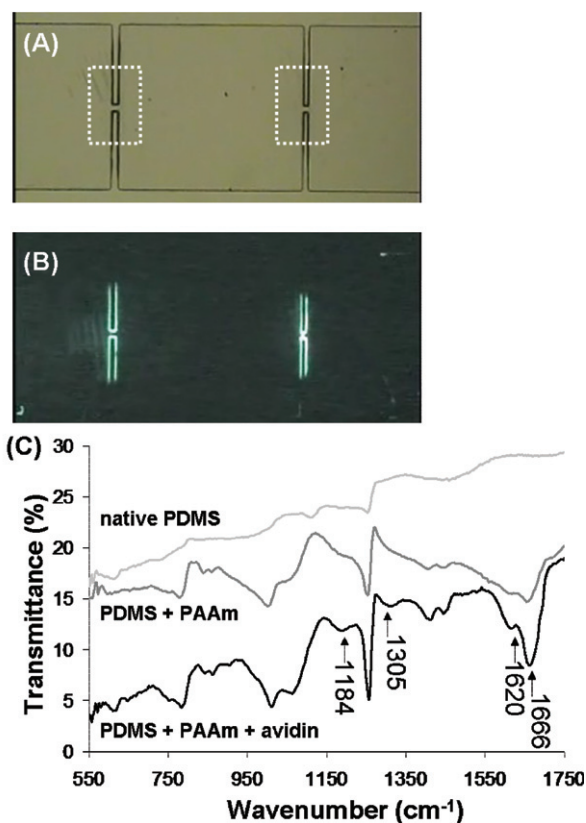 (A)
(B)
(C)
30
25
20
15
10
5
0
Transmittance (%)
native PDMS
PDMS + PAAm
PDMS + PAAm + avidin
←1184
←1305
←1620
←1666
550 750 950 1150 1350 1550 1750
Wavenumber (cm⁻¹)